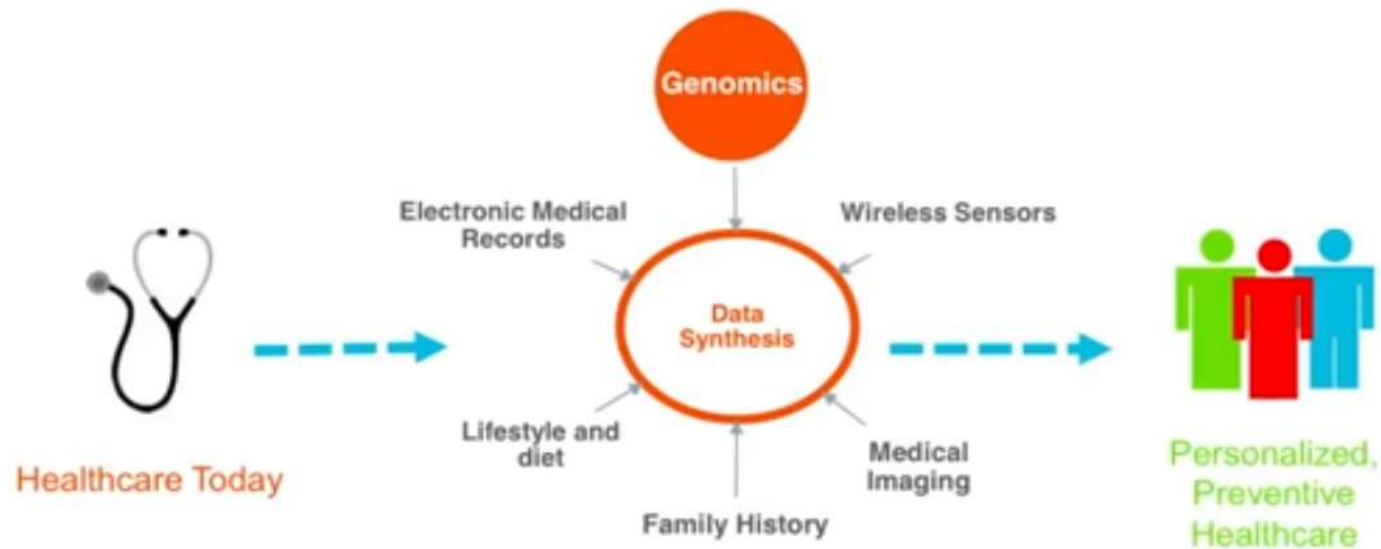 Genomics
Electronic Medical
Records
Wireless Sensors
Data
Synthesis
Lifestyle and
diet
Medical
Imaging
Family History
Healthcare Today
Personalized,
Preventive
Healthcare